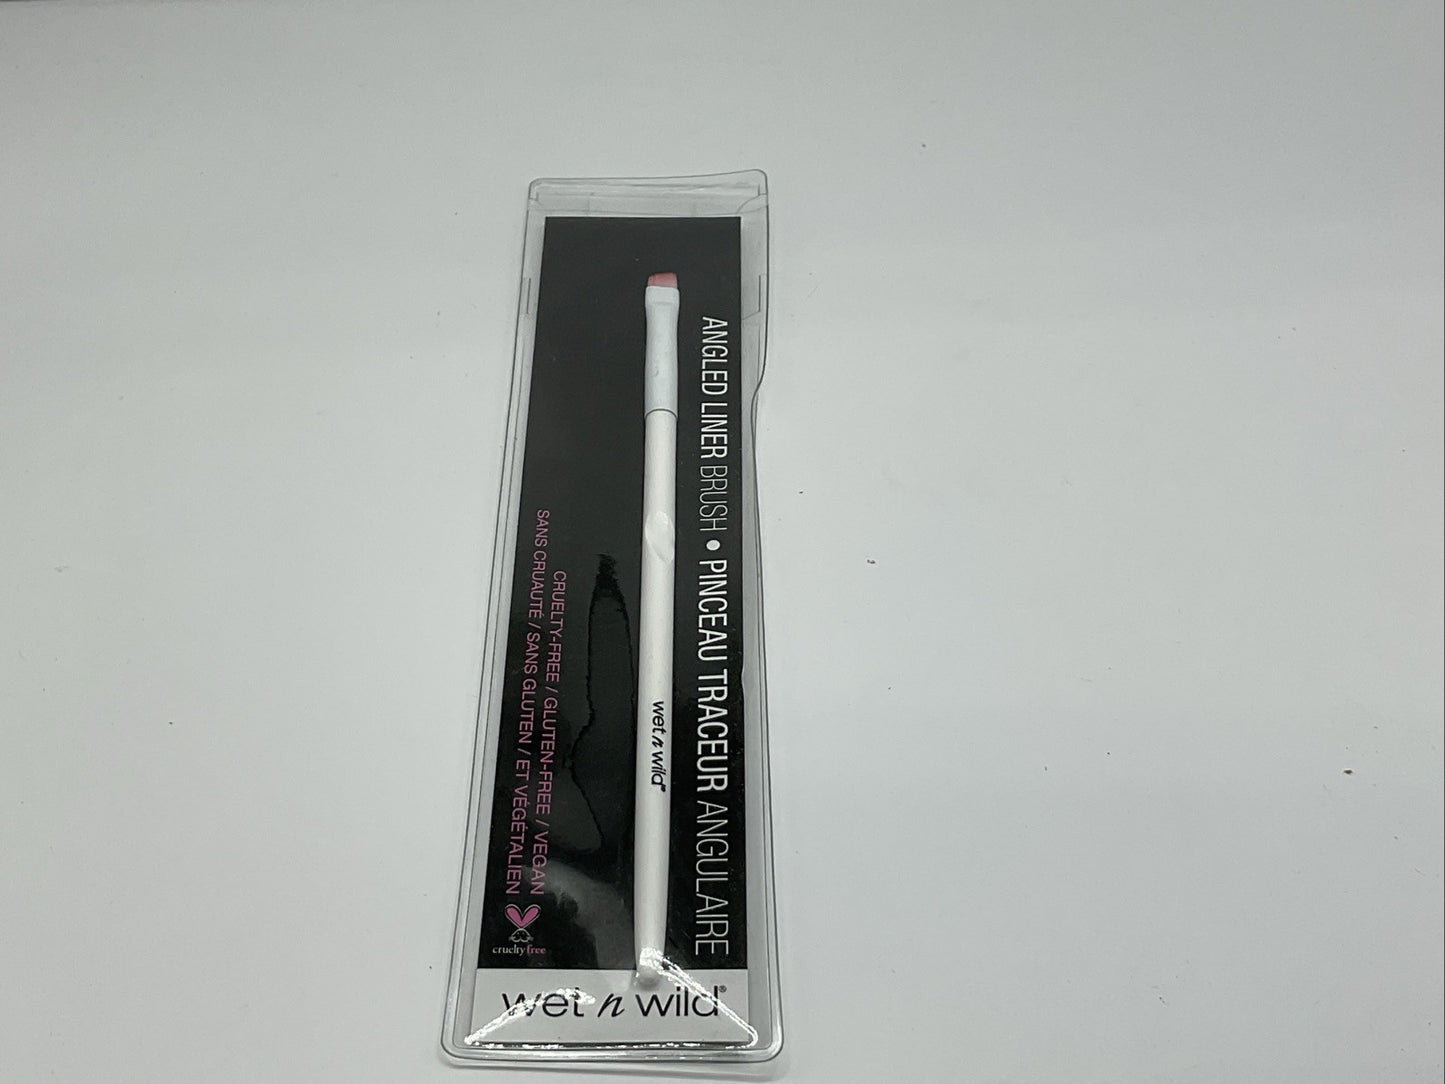 ANGLED LINER BRUSH • PINCEAU TRACEUR ANGULAIRE
wet n wild®
CRUELTY-FREE / GLUTEN-FREE / VEGAN
SANS CRUAUTÉ / SANS GLUTEN / ET VÉGÉTALIEN
cruelty free
wet n wild®